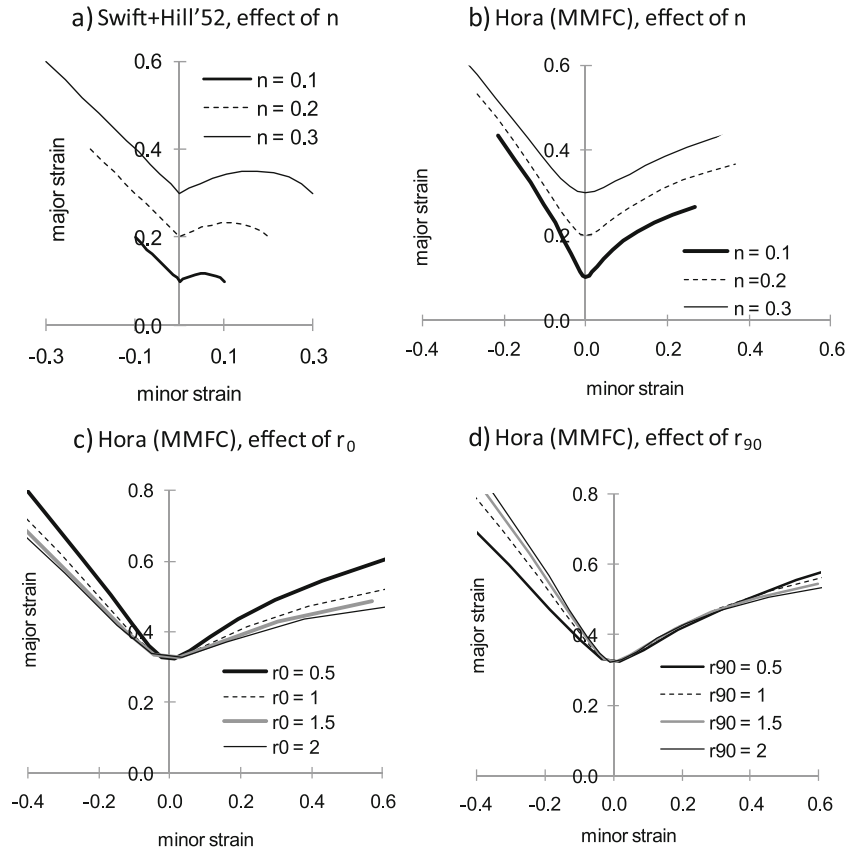 a) Swift+Hill'52, effect of n
0.6
n = 0.1
n = 0.2
n = 0.3
0.4
0.2
0.0
major strain
-0.3
-0.1
0.1
0.3
minor strain
b) Hora (MMFC), effect of n
0.6
0.4
0.2
0.0
major strain
n = 0.1
n =0.2
n = 0.3
-0.4
-0.2
0.0
0.2
0.4
0.6
minor strain
c) Hora (MMFC), effect of r0
0.8
0.6
0.4
0.2
0.0
major strain
r0 = 0.5
r0 = 1
r0 = 1.5
r0 = 2
-0.4
-0.2
0.0
0.2
0.4
0.6
minor strain
d) Hora (MMFC), effect of r90
0.8
0.6
0.4
0.2
0.0
major strain
r90 = 0.5
r90 = 1
r90 = 1.5
r90 = 2
-0.4
-0.2
0.0
0.2
0.4
0.6
minor strain